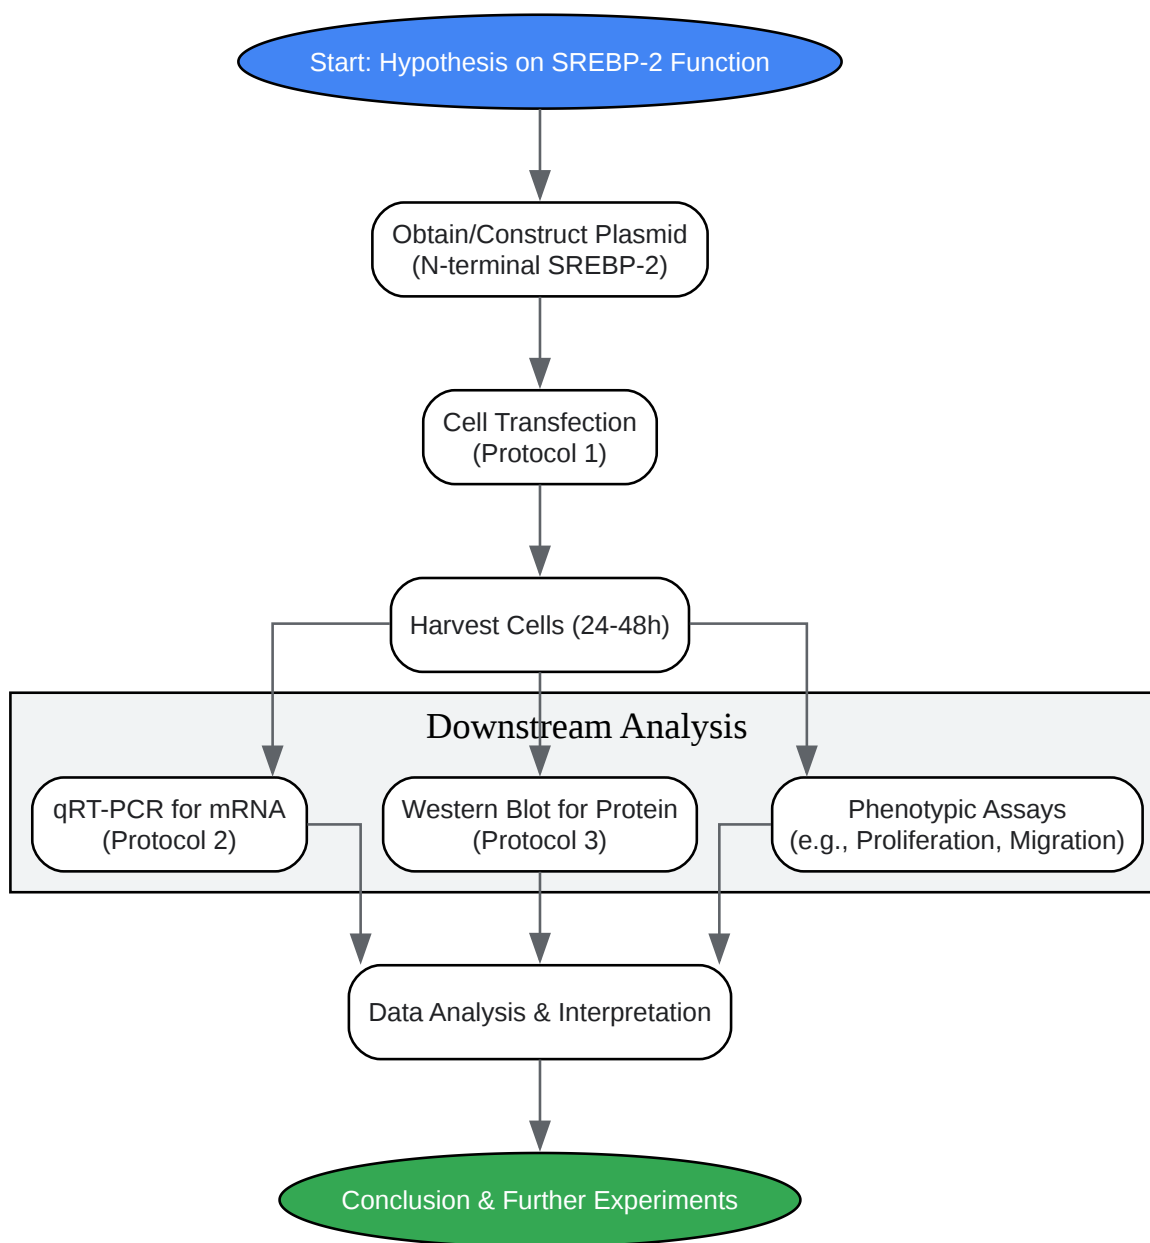 Start: Hypothesis on SREBP-2 Function
Obtain/Construct Plasmid
(N-terminal SREBP-2)
Cell Transfection
(Protocol 1)
Harvest Cells (24-48h)
Downstream Analysis
qRT-PCR for mRNA
(Protocol 2)
Western Blot for Protein
(Protocol 3)
Phenotypic Assays
(e.g., Proliferation, Migration)
Data Analysis & Interpretation
Conclusion & Further Experiments